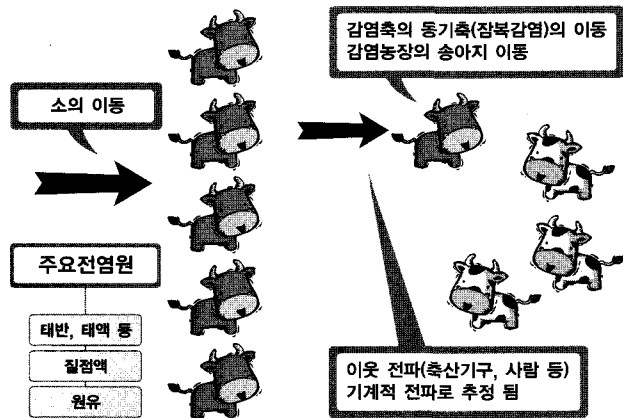 감염축의 동기축(잠복감염)의 이동
감염농장의 송아지 이동
소의 이동
주요전염원
태반, 태액 등
질점액
원유
이웃 전파(축산기구, 사람 등)
기계적 전파로 추정 됨